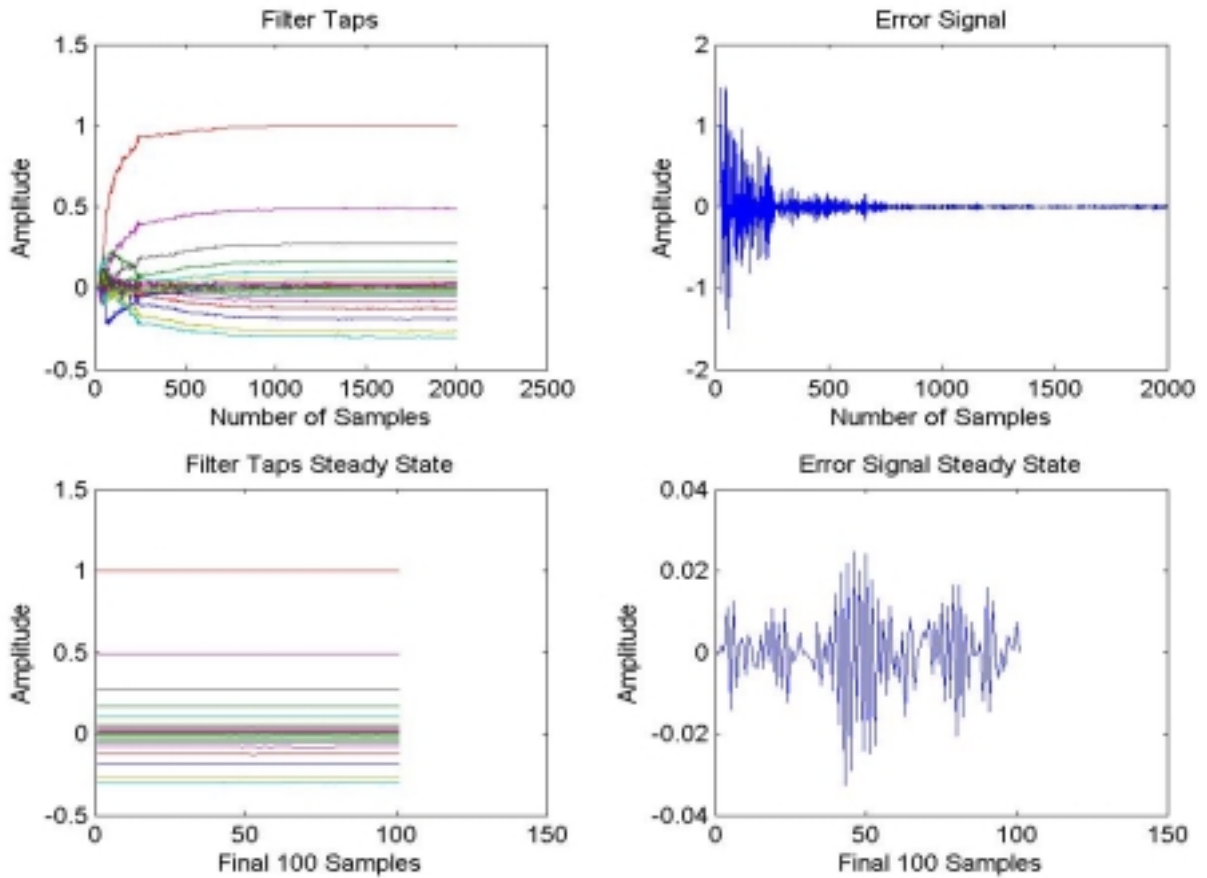 Filter Taps
1.5
1
0.5
0
-0.5
Amplitude
0 500 1000 1500 2000 2500
Number of Samples
Error Signal
2
1
0
-1
-2
Amplitude
0 500 1000 1500 2000
Number of Samples
Filter Taps Steady State
1.5
1
0.5
0
-0.5
Amplitude
0 50 100 150
Final 100 Samples
Error Signal Steady State
0.04
0.02
0
-0.02
-0.04
Amplitude
0 50 100 150
Final 100 Samples